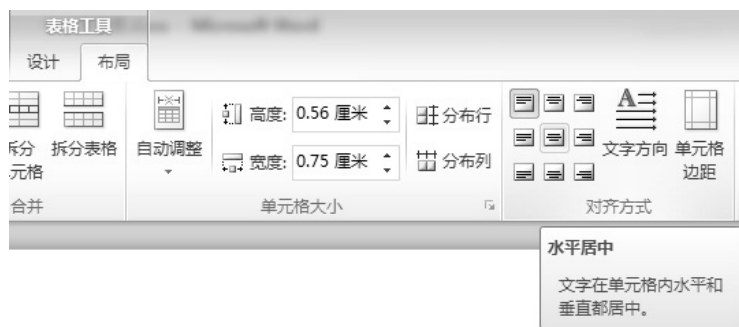 表格工具
Microsoft Word
设计 布局
拆分单元格
拆分表格
自动调整
高度: 0.56 厘米
分布行
宽度: 0.75 厘米
分布列
文字方向
单元格
边距
合并
单元格大小
对齐方式
水平居中
文字在单元格内水平和
垂直都居中。